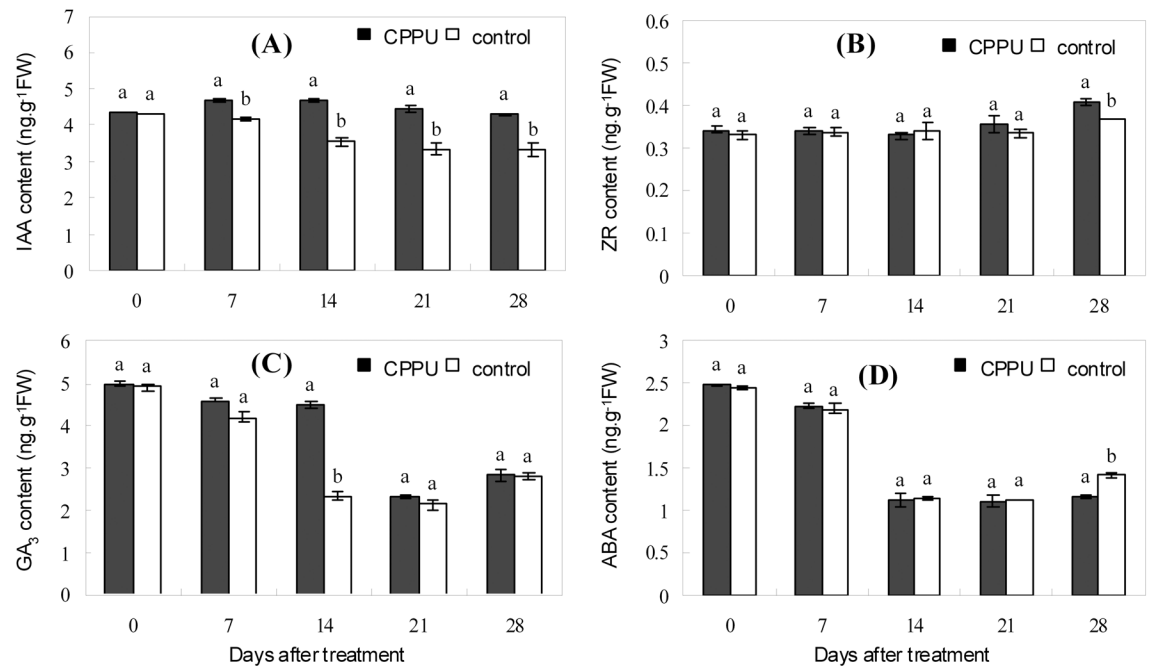 (A)
CPPU control
IAA content (ng.g⁻¹FW)
7
6
5
4
3
2
1
0
a a
a b
a b
a b
a b
0 7 14 21 28
(B)
CPPU control
ZR content (ng.g⁻¹FW)
0.6
0.5
0.4
0.3
0.2
0.1
0
a a
a a
a a
a a
a b
0 7 14 21 28
(C)
CPPU control
GA₃ content (ng.g⁻¹FW)
6
5
4
3
2
1
0
a a
a a
a b
a a
a a
0 7 14 21 28
Days after treatment
(D)
CPPU control
ABA content (ng.g⁻¹FW)
3
2.5
2
1.5
1
0.5
0
a a
a a
a a
a a
a b
0 7 14 21 28
Days after treatment